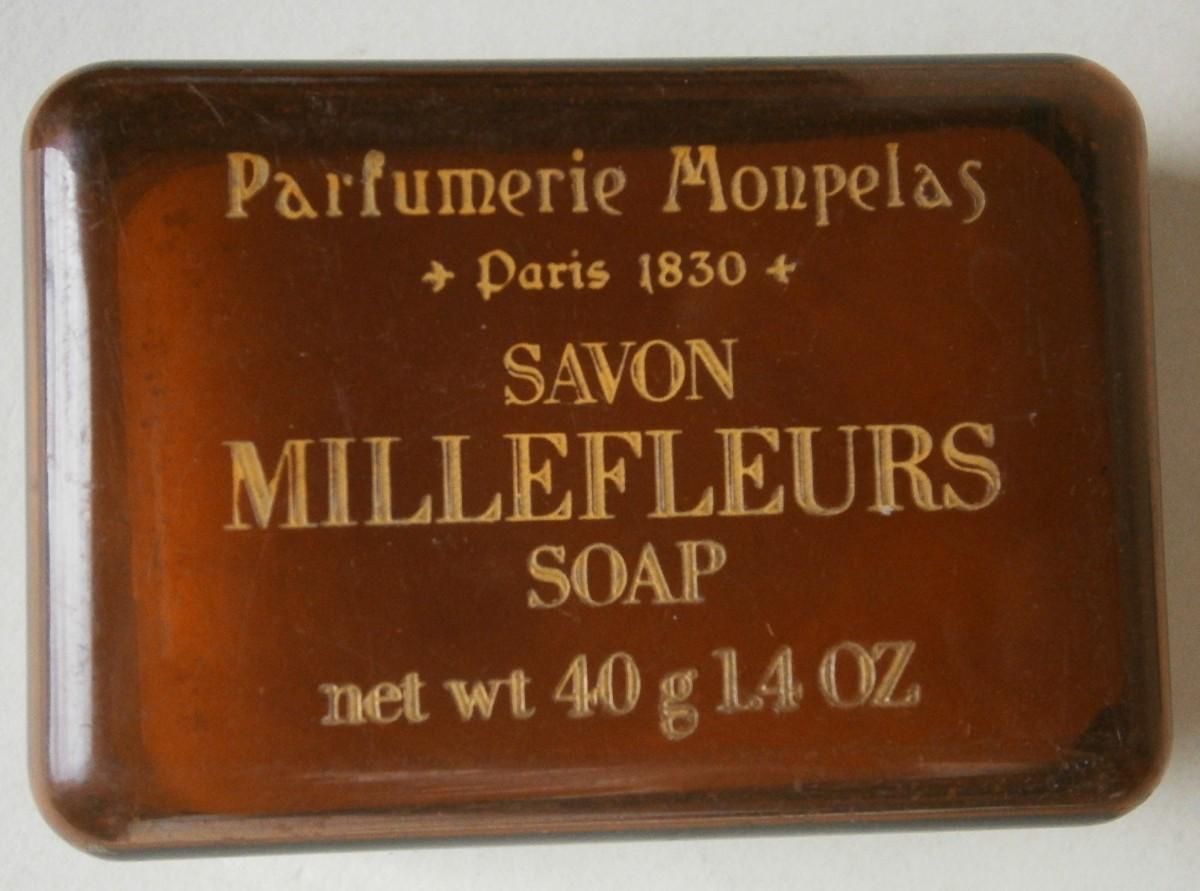 Parfumerie Monpelas
Paris 1830
SAVON
MILLEFLEURS
SOAP
net wt 40 g 1.4 OZ